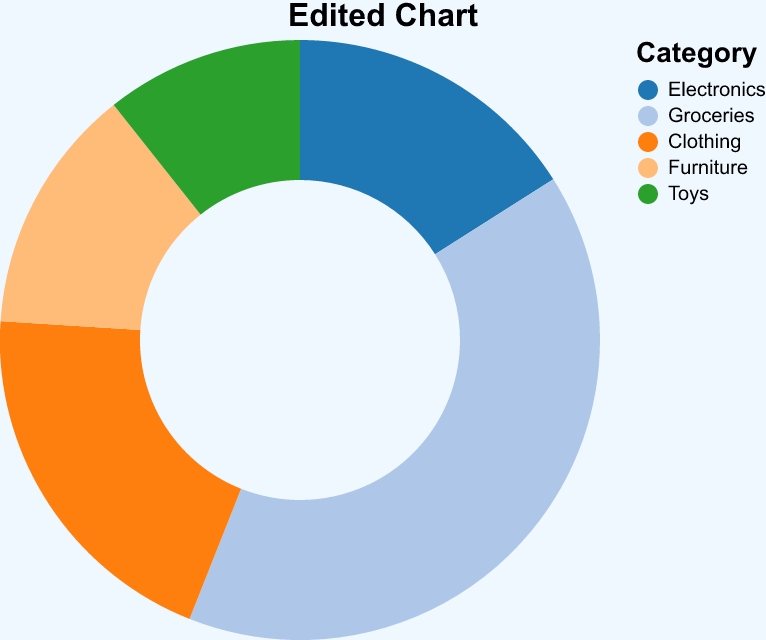 Edited Chart
Category
Electronics
Groceries
Clothing
Furniture
Toys